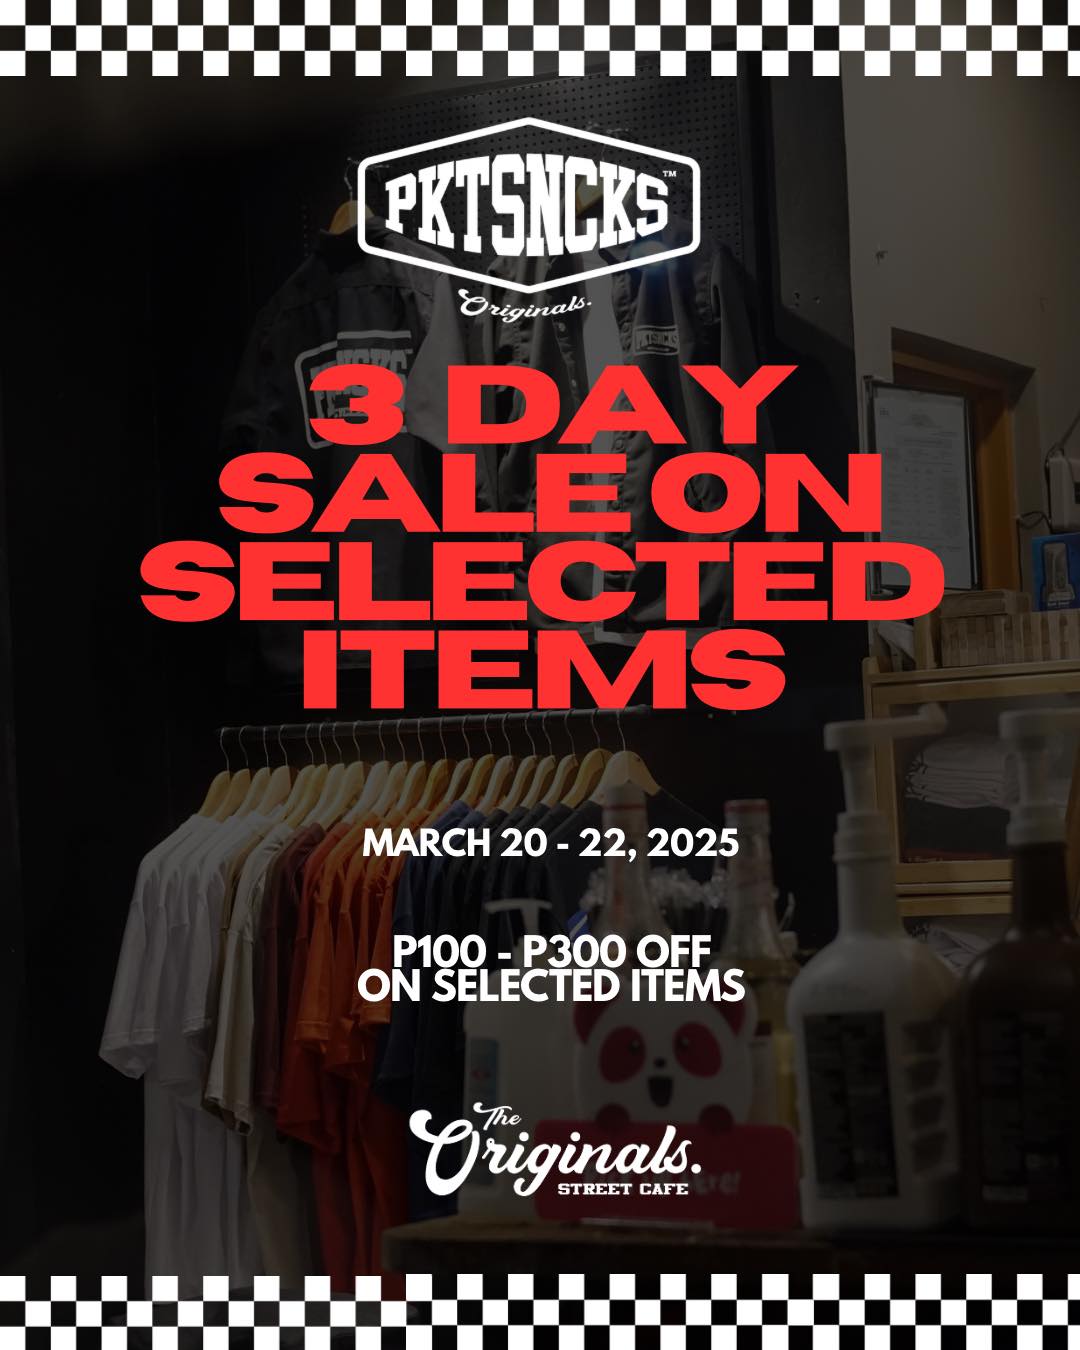 PKTSNCKS™
Originals.
PKTSNCKS
3 DAY
SALE ON
SELECTED
ITEMS
MARCH 20 - 22, 2025
P100 - P300 OFF
ON SELECTED ITEMS
The
Originals.
STREET CAFE